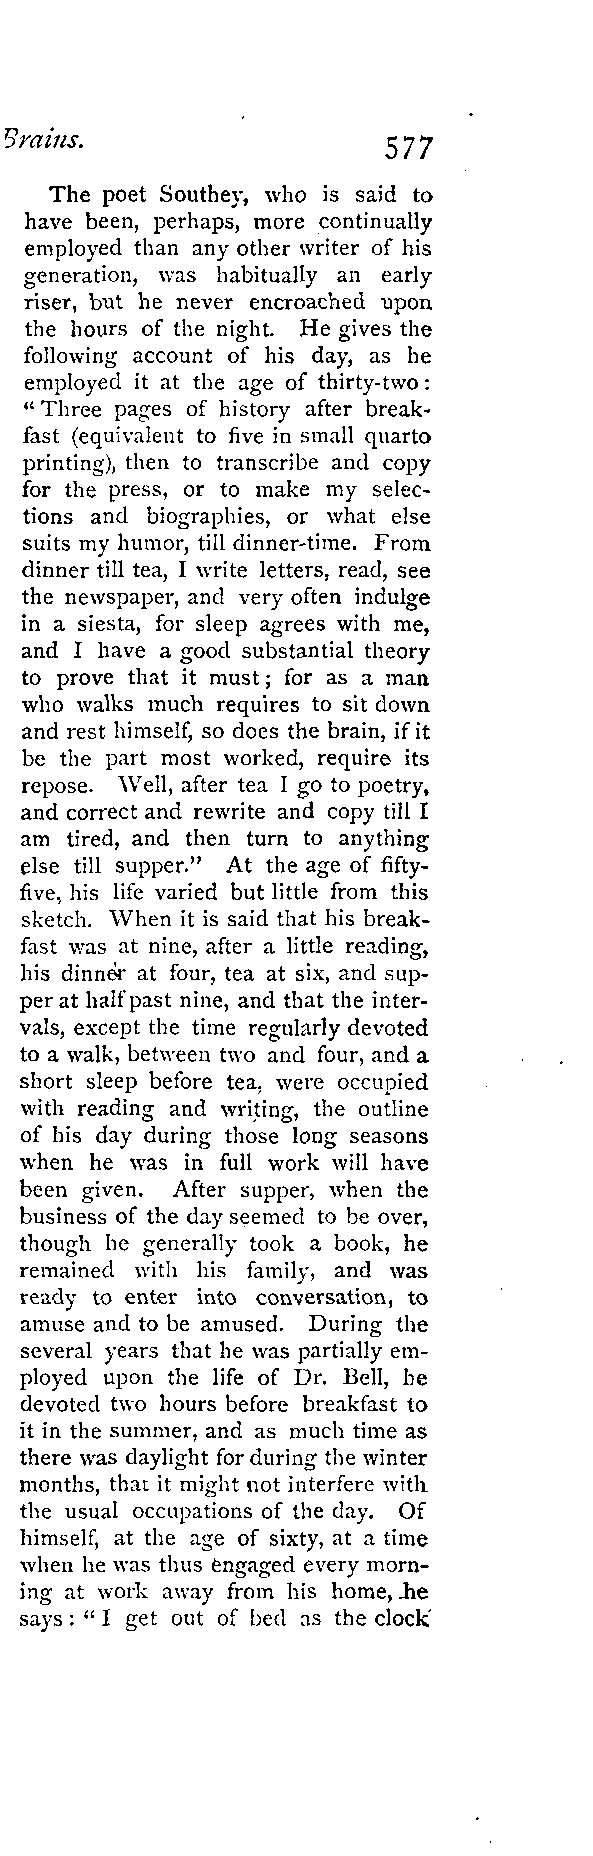 Brains.
577
The poet Southey, who is said to
have been, perhaps, more continually
employed than any other writer of his
generation, was habitually an early
riser, but he never encroached upon
the hours of the night. He gives the
following account of his day, as he
employed it at the age of thirty-two:
“Three pages of history after break-
fast (equivalent to five in small quarto
printing), then to transcribe and copy
for the press, or to make my selec-
tions and biographies, or what else
suits my humor, till dinner-time. From
dinner till tea, I write letters, read, see
the newspaper, and very often indulge
in a siesta, for sleep agrees with me,
and I have a good substantial theory
to prove that it must; for as a man
who walks much requires to sit down
and rest himself, so does the brain, if it
be the part most worked, require its
repose. Well, after tea I go to poetry,
and correct and rewrite and copy till I
am tired, and then turn to anything
else till supper.” At the age of fifty-
five, his life varied but little from this
sketch. When it is said that his break-
fast was at nine, after a little reading,
his dinner at four, tea at six, and sup-
per at half past nine, and that the inter-
vals, except the time regularly devoted
to a walk, between two and four, and a
short sleep before tea, were occupied
with reading and writing, the outline
of his day during those long seasons
when he was in full work will have
been given. After supper, when the
business of the day seemed to be over,
though he generally took a book, he
remained with his family, and was
ready to enter into conversation, to
amuse and to be amused. During the
several years that he was partially em-
ployed upon the life of Dr. Bell, he
devoted two hours before breakfast to
it in the summer, and as much time as
there was daylight for during the winter
months, that it might not interfere with
the usual occupations of the day. Of
himself, at the age of sixty, at a time
when he was thus engaged every morn-
ing at work away from his home, he
says: “I get out of bed as the clock